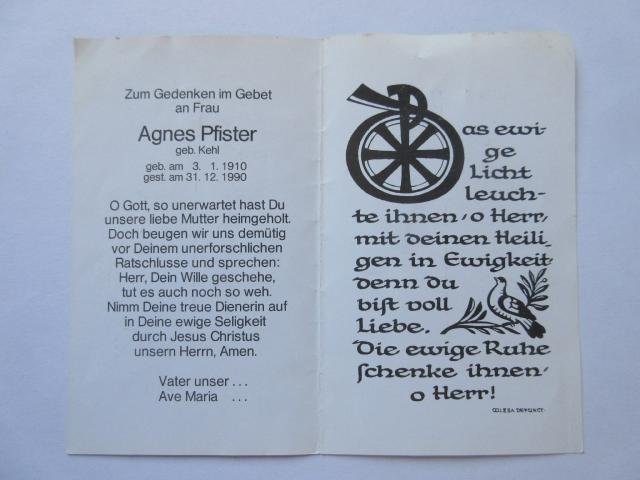 Zum Gedenken im Gebet
an Frau
Agnes Pfister
geb. Kehl
geb. am 3. 1. 1910
gest. am 31. 12. 1990
O Gott, so unerwartet hast Du
unsere liebe Mutter heimgeholt.
Doch beugen wir uns demütig
vor Deinem unerforschlichen
Ratschlusse und sprechen:
Herr, Dein Wille geschehe,
tut es auch noch so weh.
Nimm Deine treue Dienerin auf
in Deine ewige Seligkeit
durch Jesus Christus
unsern Herrn, Amen.
Vater unser . . .
Ave Maria . . .
Das ewi-
ge
Licht
leuch-
te ihnen, o Herr,
mit deinen Heili-
gen in Ewigkeit
denn du
bist voll
Liebe.
Die ewige Ruhe
schenke ihnen,
o Herr!